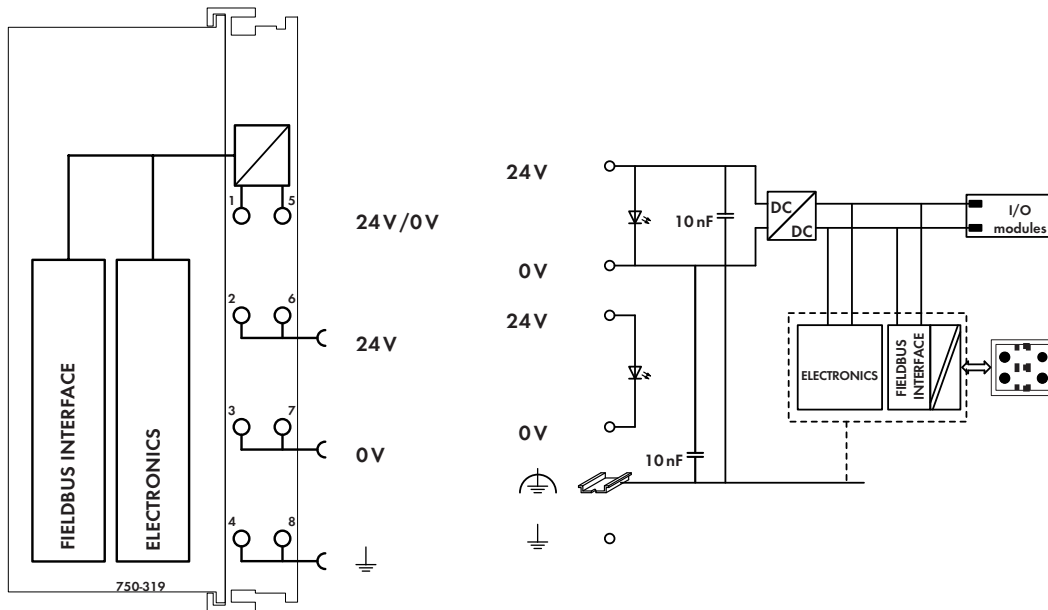 1 5
24V/0V
2 6
24V
3 7
0V
4 8
FIELDBUS INTERFACE
ELECTRONICS
750-319
24V
10nF
DC
DC
I/O
modules
0V
24V
ELECTRONICS
FIELDBUS
INTERFACE
0V
10nF